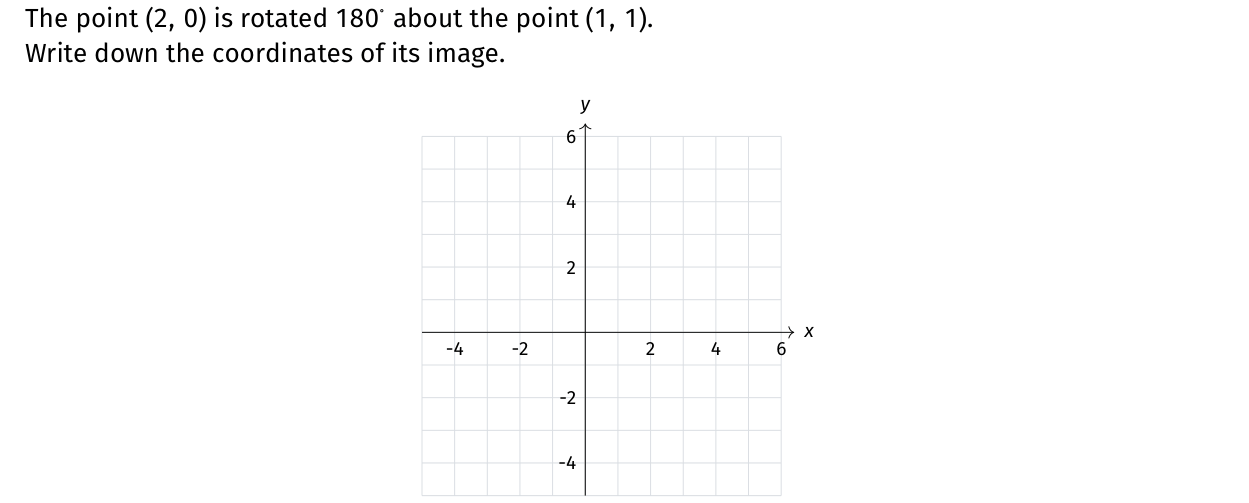 The point (2, 0) is rotated 180° about the point (1, 1).
Write down the coordinates of its image.
y
6
4
2
x
-4 -2 2 4 6
-2
-4